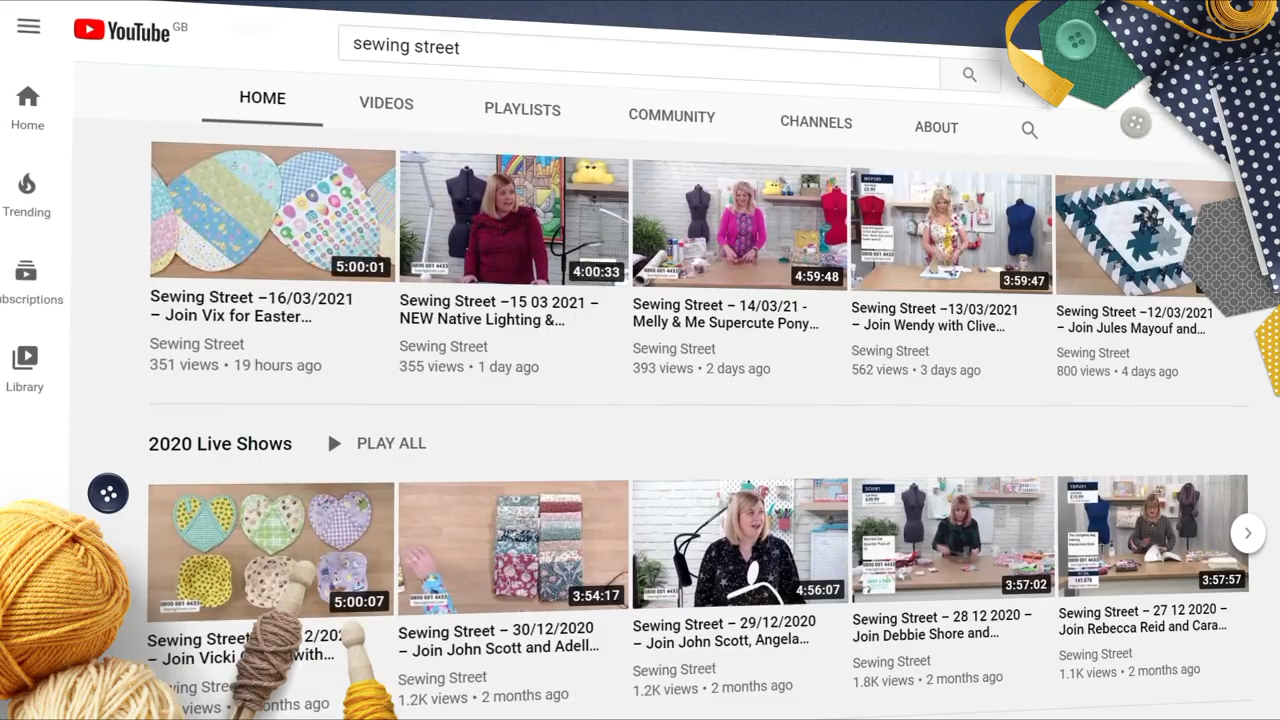 YouTube GB
sewing street
HOME
VIDEOS
PLAYLISTS
COMMUNITY
CHANNELS
ABOUT
Home
Trending
Library
5:00:01
4:00:33
4:59:48
3:59:47
Sewing Street –16/03/2021
– Join Vix for Easter...
Sewing Street
351 views • 19 hours ago
Sewing Street –15 03 2021 –
NEW Native Lighting &...
Sewing Street
355 views • 1 day ago
Sewing Street – 14/03/21 -
Melly & Me Supercute Pony...
Sewing Street
393 views • 2 days ago
Sewing Street –13/03/2021
– Join Wendy with Clive...
Sewing Street
562 views • 3 days ago
Sewing Street –12/03/2021
– Join Jules Mayouf and...
Sewing Street
800 views • 4 days ago
2020 Live Shows
PLAY ALL
5:00:07
3:54:17
4:56:07
3:57:02
3:57:57
Sewing
– Join Vicki
views
months ago
Sewing Street – 30/12/2020
– Join John Scott and Adell...
Sewing Street
1.2K views • 2 months ago
Sewing Street – 29/12/2020
– Join John Scott, Angela...
Sewing Street
1.2K views • 2 months ago
Sewing Street – 28 12 2020 –
Join Debbie Shore and...
Sewing Street
1.8K views • 2 months ago
Sewing Street – 27 12 2020 –
Join Rebecca Reid and Cara...
Sewing Street
1.1K views • 2 months ago